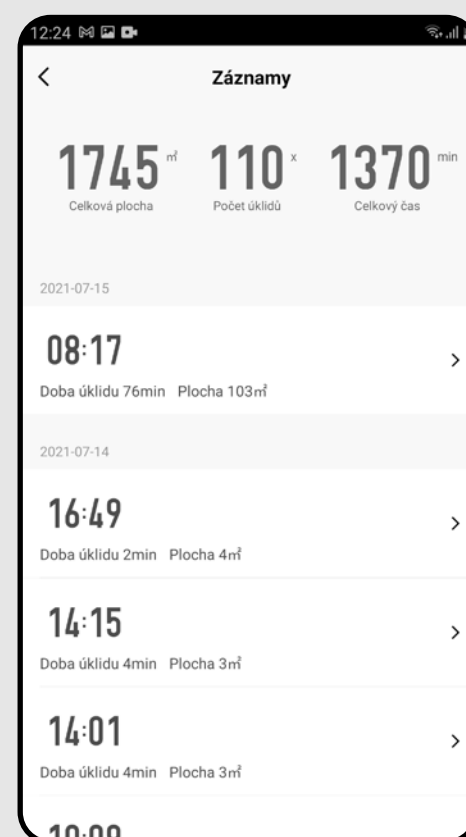 12:24
Záznamy
1745 ㎡ 110 x 1370 min
Celková plocha Počet úklidů Celkový čas
2021-07-15
08:17
Doba úklidu 76min Plocha 103㎡
2021-07-14
16:49
Doba úklidu 2min Plocha 4㎡
14:15
Doba úklidu 4min Plocha 3㎡
14:01
Doba úklidu 4min Plocha 3㎡